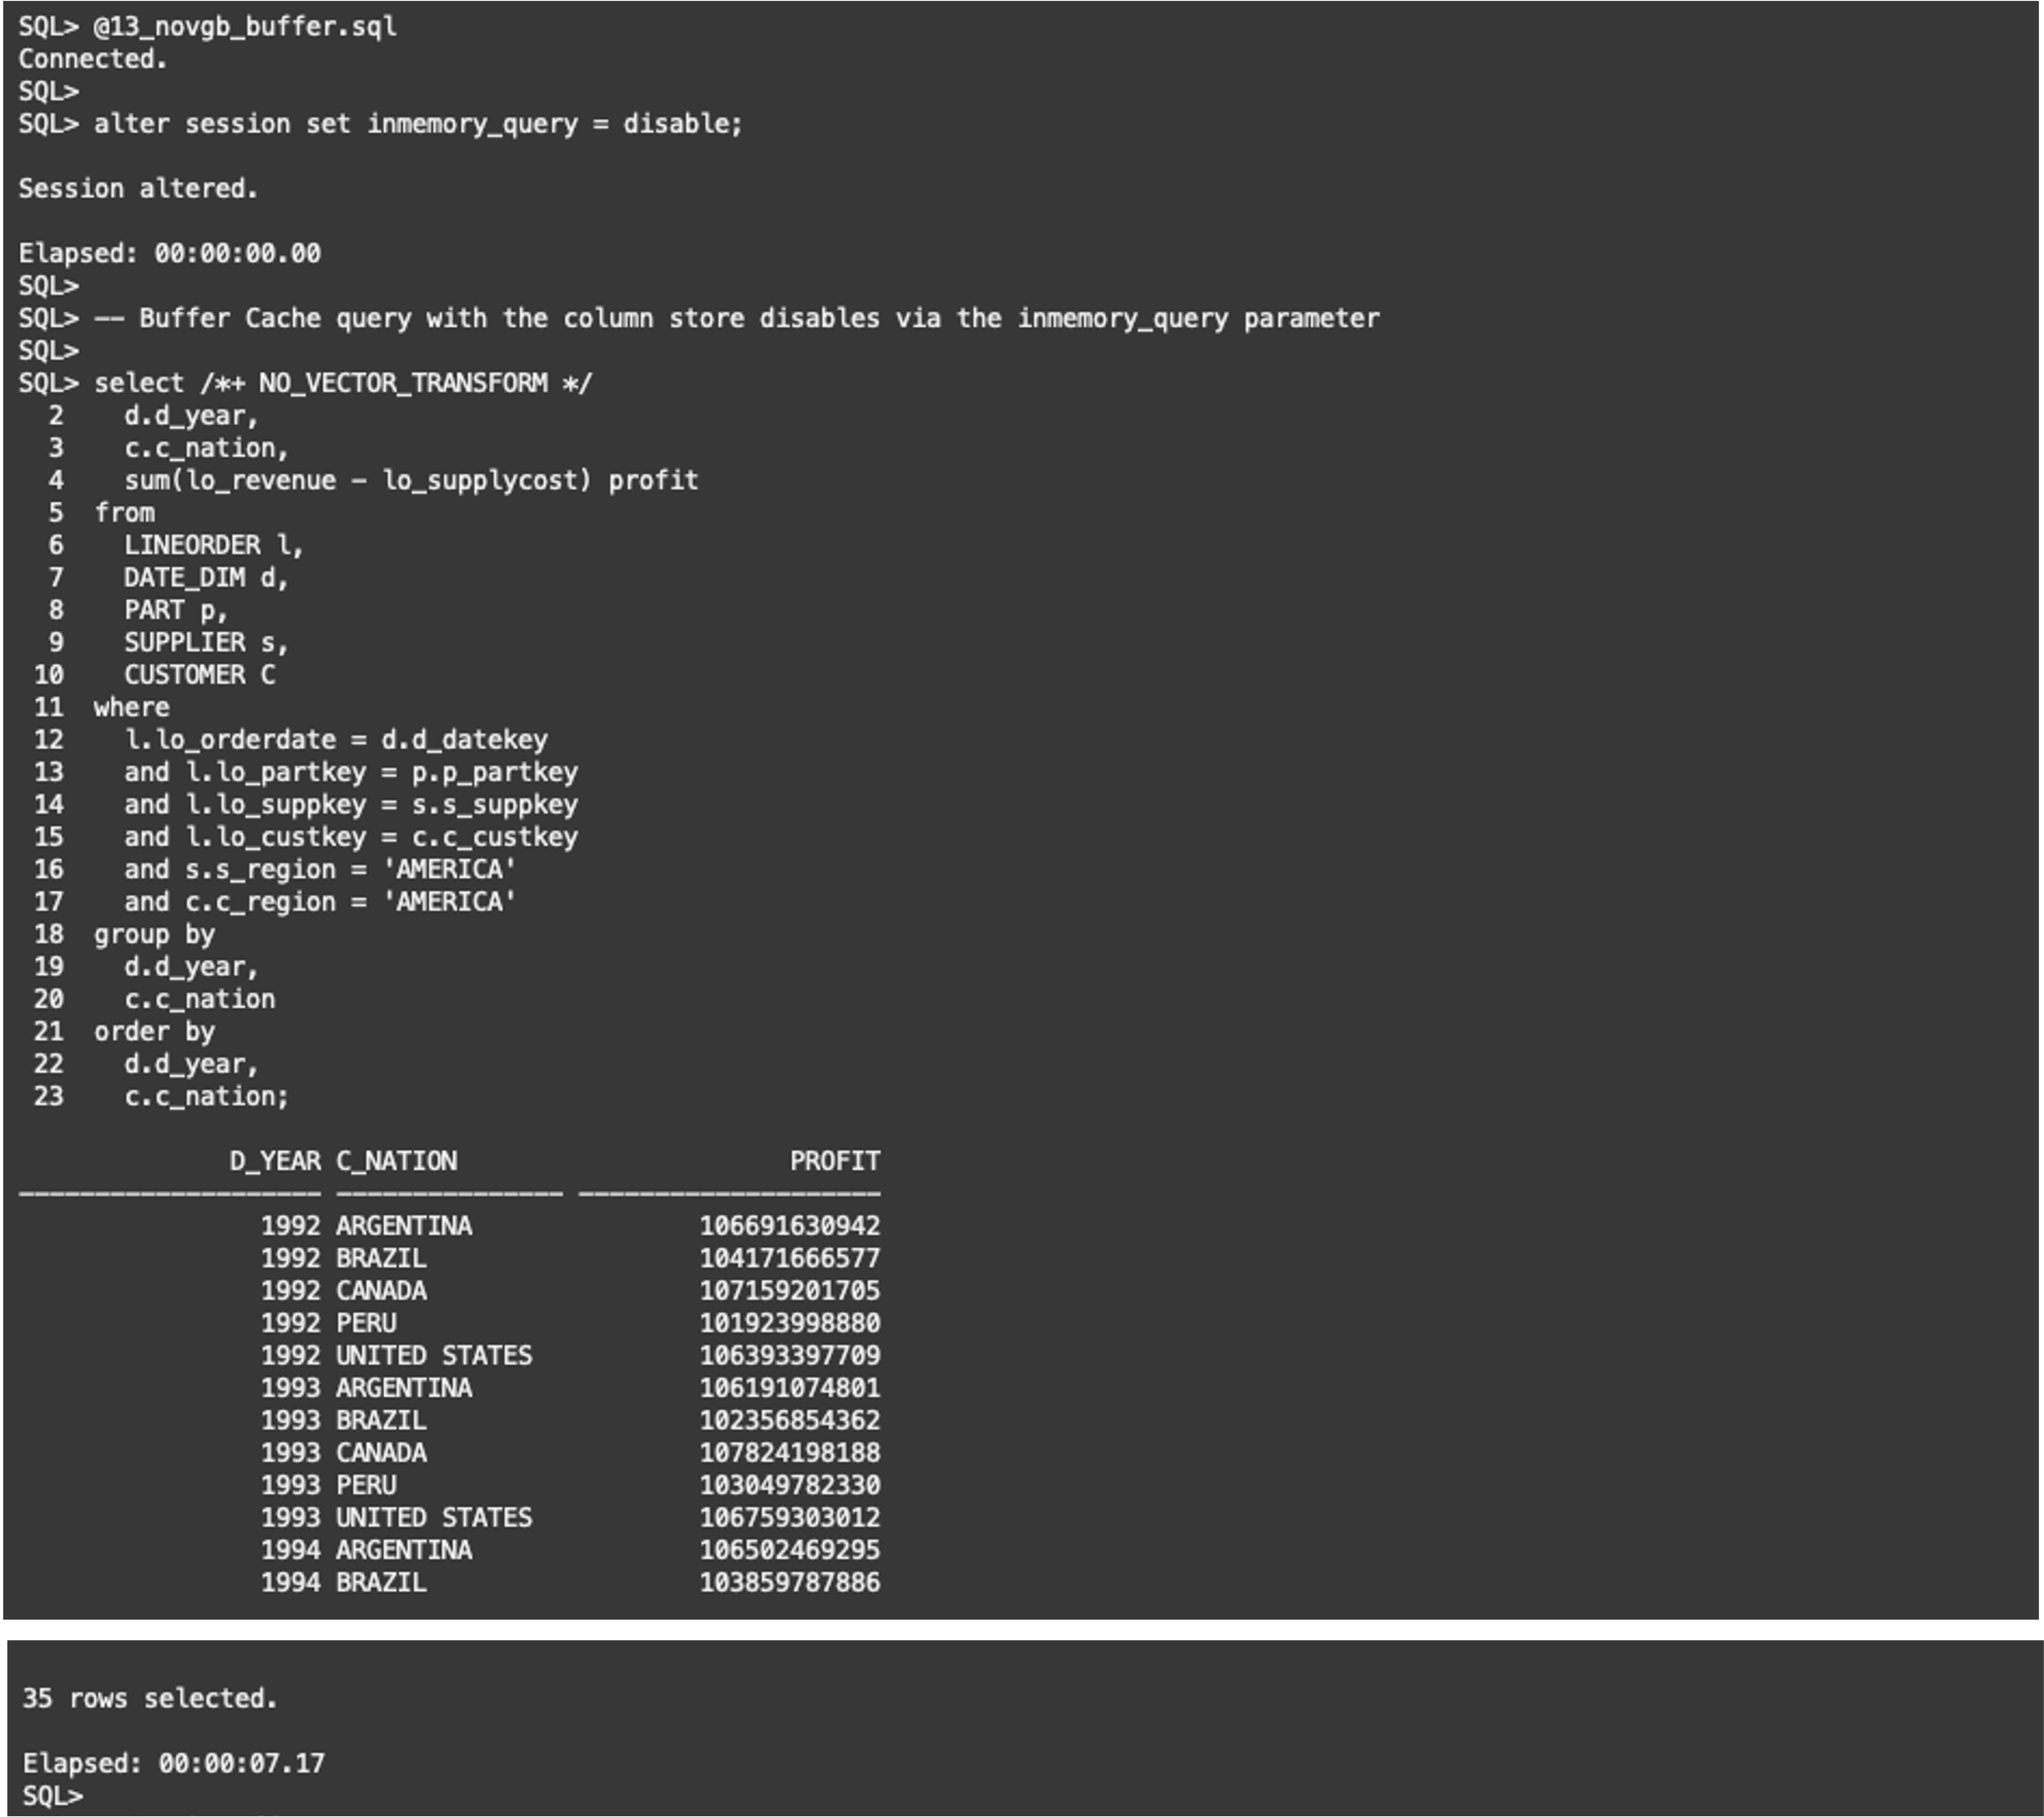 SQL> @13_novgb_buffer.sql
Connected.
SQL>
SQL> alter session set inmemory_query = disable;
Session altered.
Elapsed: 00:00:00.00
SQL>
SQL> -- Buffer Cache query with the column store disables via the inmemory_query parameter
SQL>
SQL> select /*+ NO_VECTOR_TRANSFORM */
2 d.d_year,
3 c.c_nation,
4 sum(lo_revenue - lo_supplycost) profit
5 from
6 LINEORDER l,
7 DATE_DIM d,
8 PART p,
9 SUPPLIER s,
10 CUSTOMER C
11 where
12 l.lo_orderdate = d.d_datekey
13 and l.lo_partkey = p.p_partkey
14 and l.lo_suppkey = s.s_suppkey
15 and l.lo_custkey = c.c_custkey
16 and s.s_region = 'AMERICA'
17 and c.c_region = 'AMERICA'
18 group by
19 d.d_year,
20 c.c_nation
21 order by
22 d.d_year,
23 c.c_nation;
D_YEAR C_NATION PROFIT
-------------------- --------------- --------------------
1992 ARGENTINA 106691630942
1992 BRAZIL 104171666577
1992 CANADA 107159201705
1992 PERU 101923998880
1992 UNITED STATES 106393397709
1993 ARGENTINA 106191074801
1993 BRAZIL 102356854362
1993 CANADA 107824198188
1993 PERU 103049782330
1993 UNITED STATES 106759303012
1994 ARGENTINA 106502469295
1994 BRAZIL 103859787886
35 rows selected.
Elapsed: 00:00:07.17
SQL>